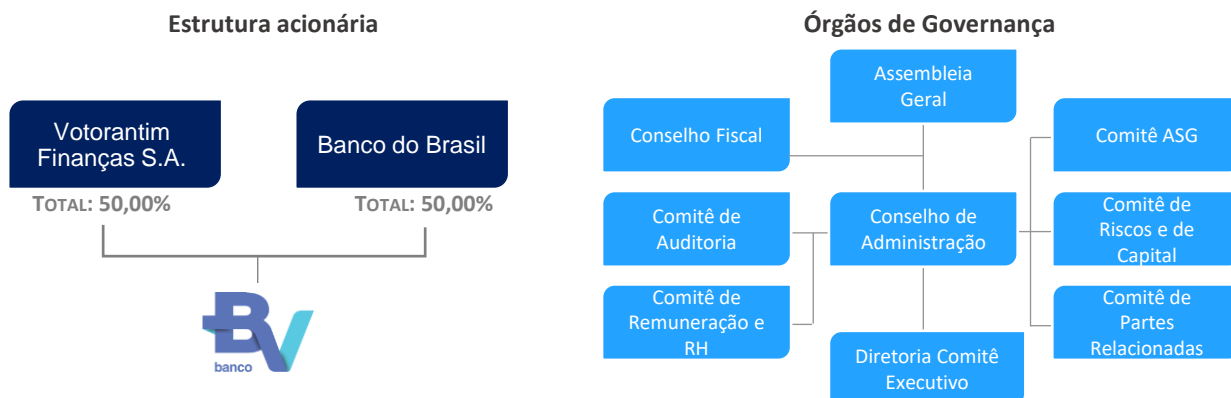 Estrutura acionária
Votorantim
Finanças S.A.
TOTAL: 50,00%
Banco do Brasil
TOTAL: 50,00%
BV
banco
Órgãos de Governança
Assembleia
Geral
Conselho Fiscal
Comitê ASG
Comitê de
Auditoria
Conselho de
Administração
Comitê de
Riscos e de
Capital
Comitê de
Remuneração e
RH
Diretoria Comitê
Executivo
Comitê de
Partes
Relacionadas